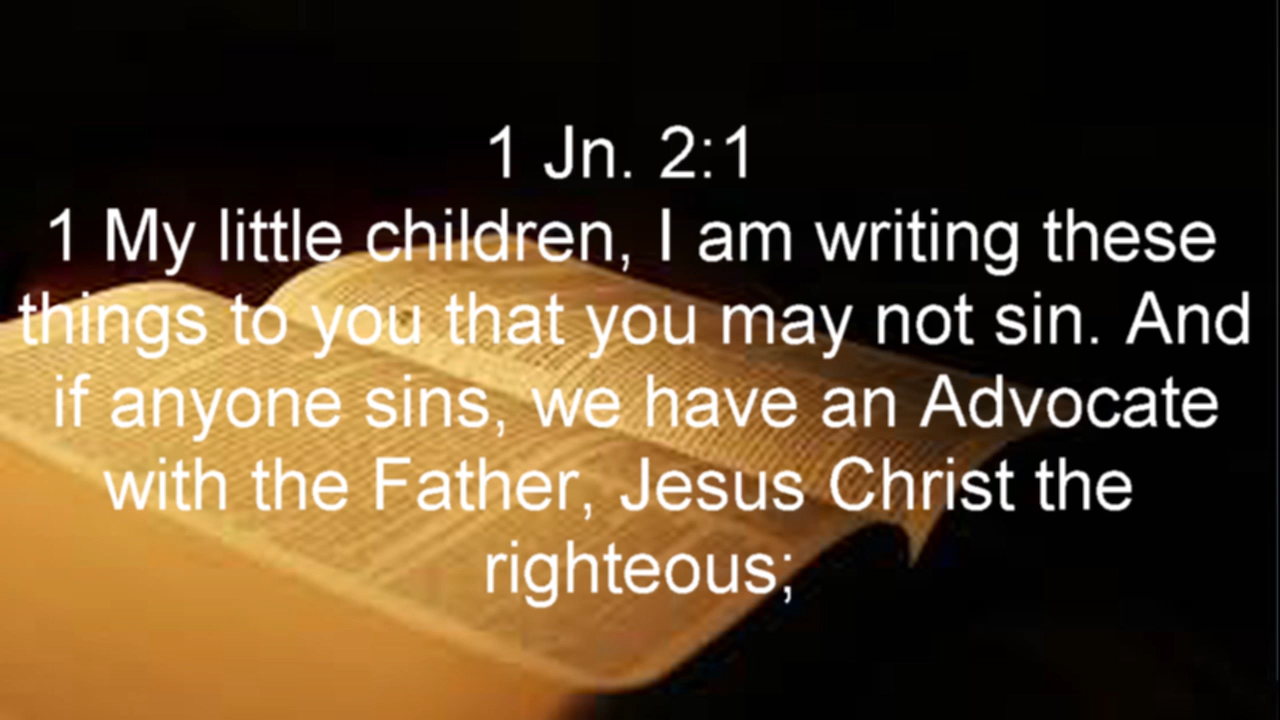 1 Jn. 2:1
1 My little children, I am writing these
things to you that you may not sin. And
if anyone sins, we have an Advocate
with the Father, Jesus Christ the
righteous;